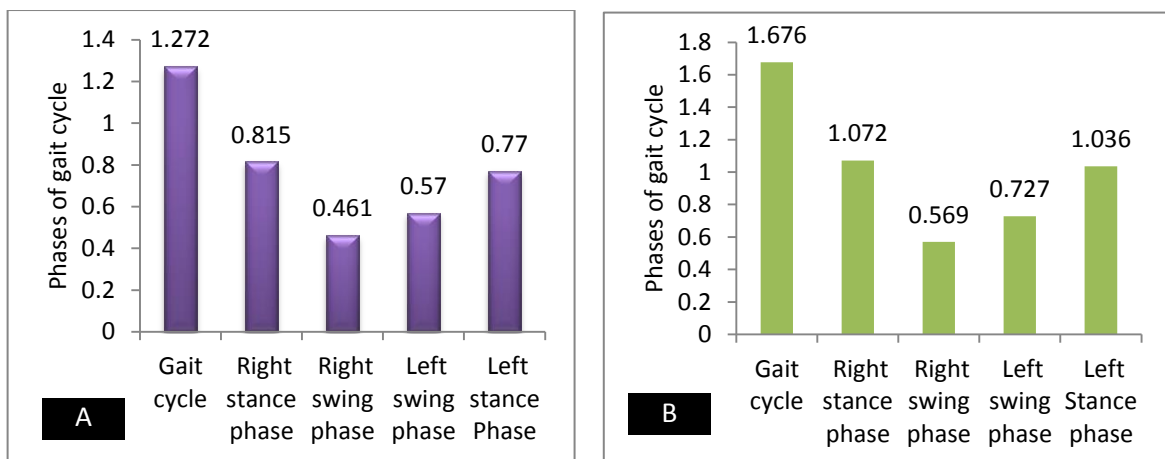 1.4
1.2
1
0.8
0.6
0.4
0.2
0
Phases of gait cycle
1.272
0.815
0.461
0.57
0.77
Gait cycle
Right stance phase
Right swing phase
Left swing phase
Left stance Phase
A
1.8
1.6
1.4
1.2
1
0.8
0.6
0.4
0.2
0
Phases of gait cycle
1.676
1.072
0.569
0.727
1.036
Gait cycle
Right stance phase
Right swing phase
Left swing phase
Left Stance phase
B